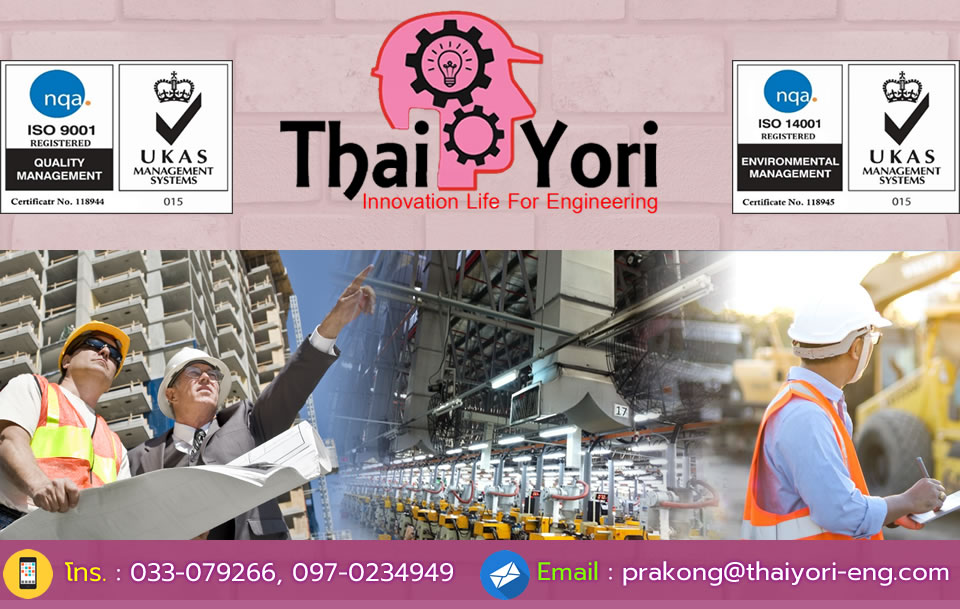 nqa.
ISO 9001
REGISTERED
QUALITY
MANAGEMENT
Certificatr No. 118944
UKAS
MANAGEMENT
SYSTEMS
015
Thai Yori
Innovation Life For Engineering
nqa.
ISO 14001
REGISTERED
ENVIRONMENTAL
MANAGEMENT
Certificate No. 118945
UKAS
MANAGEMENT
SYSTEMS
015
17
โทร. : 033-079266, 097-0234949
Email : prakong@thaiyori-eng.com